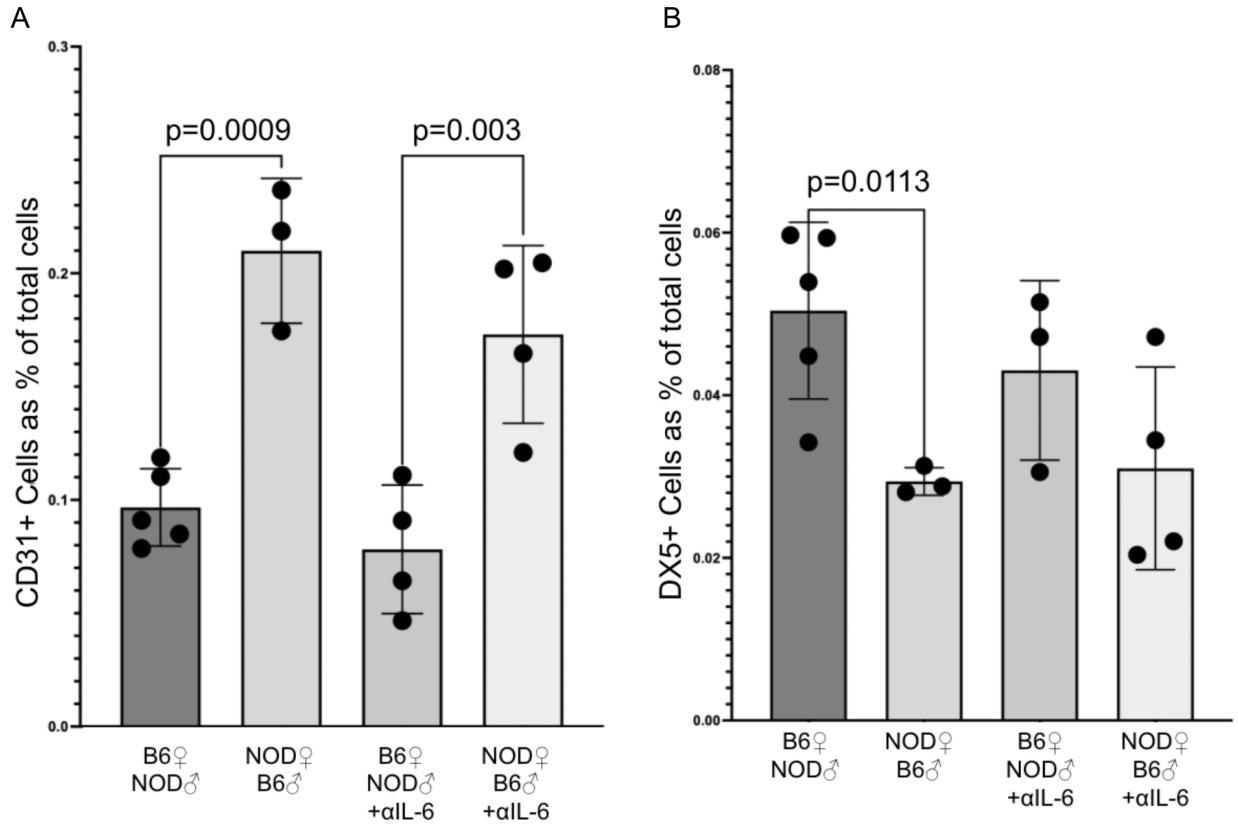 A
B
CD31+ Cells as % of total cells
0.3
0.2
0.1
0.0
p=0.0009
p=0.003
B6♀
NOD♂
NOD♀
B6♂
B6♀
NOD♂
+αIL-6
NOD♀
B6♂
+αIL-6
DX5+ Cells as % of total cells
0.08
0.06
0.04
0.02
0.00
p=0.0113
B6♀
NOD♂
NOD♀
B6♂
B6♀
NOD♂
+αIL-6
NOD♀
B6♂
+αIL-6